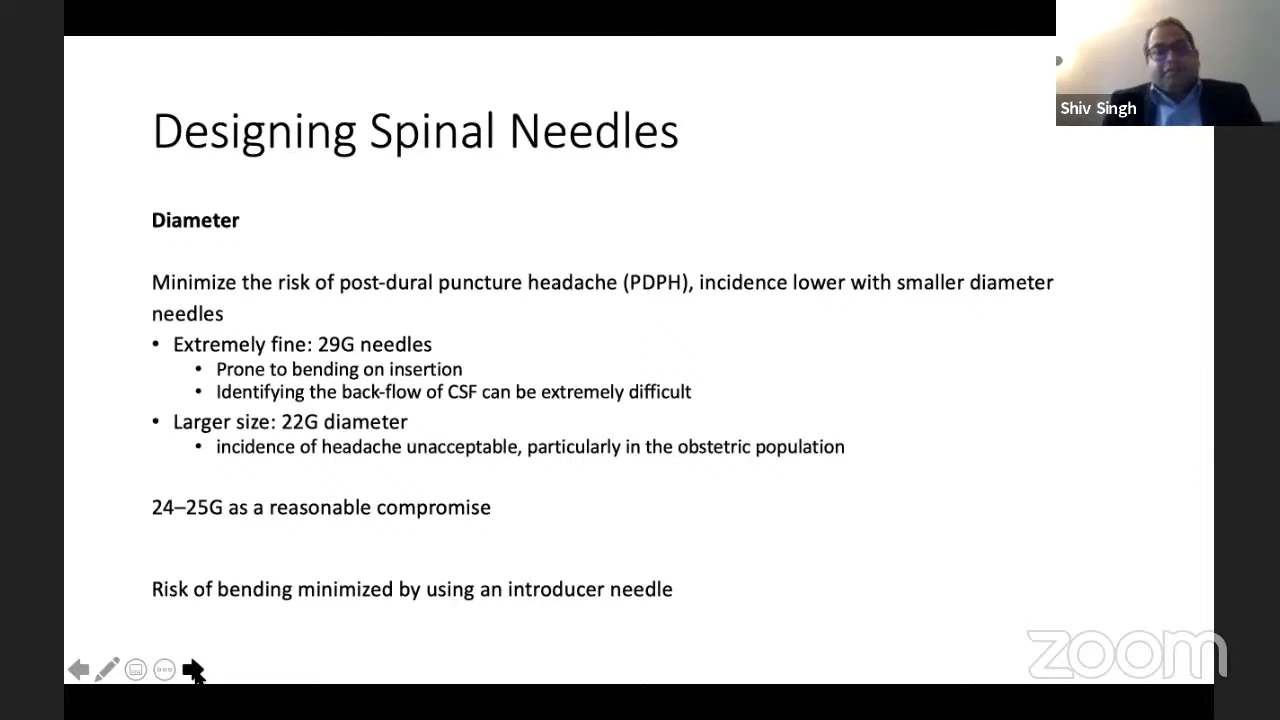 Shiv Singh
Designing Spinal Needles
Diameter
Minimize the risk of post-dural puncture headache (PDPH), incidence lower with smaller diameter
needles
• Extremely fine: 29G needles
• Prone to bending on insertion
• Identifying the back-flow of CSF can be extremely difficult
• Larger size: 22G diameter
• incidence of headache unacceptable, particularly in the obstetric population
24–25G as a reasonable compromise
Risk of bending minimized by using an introducer needle
zoom